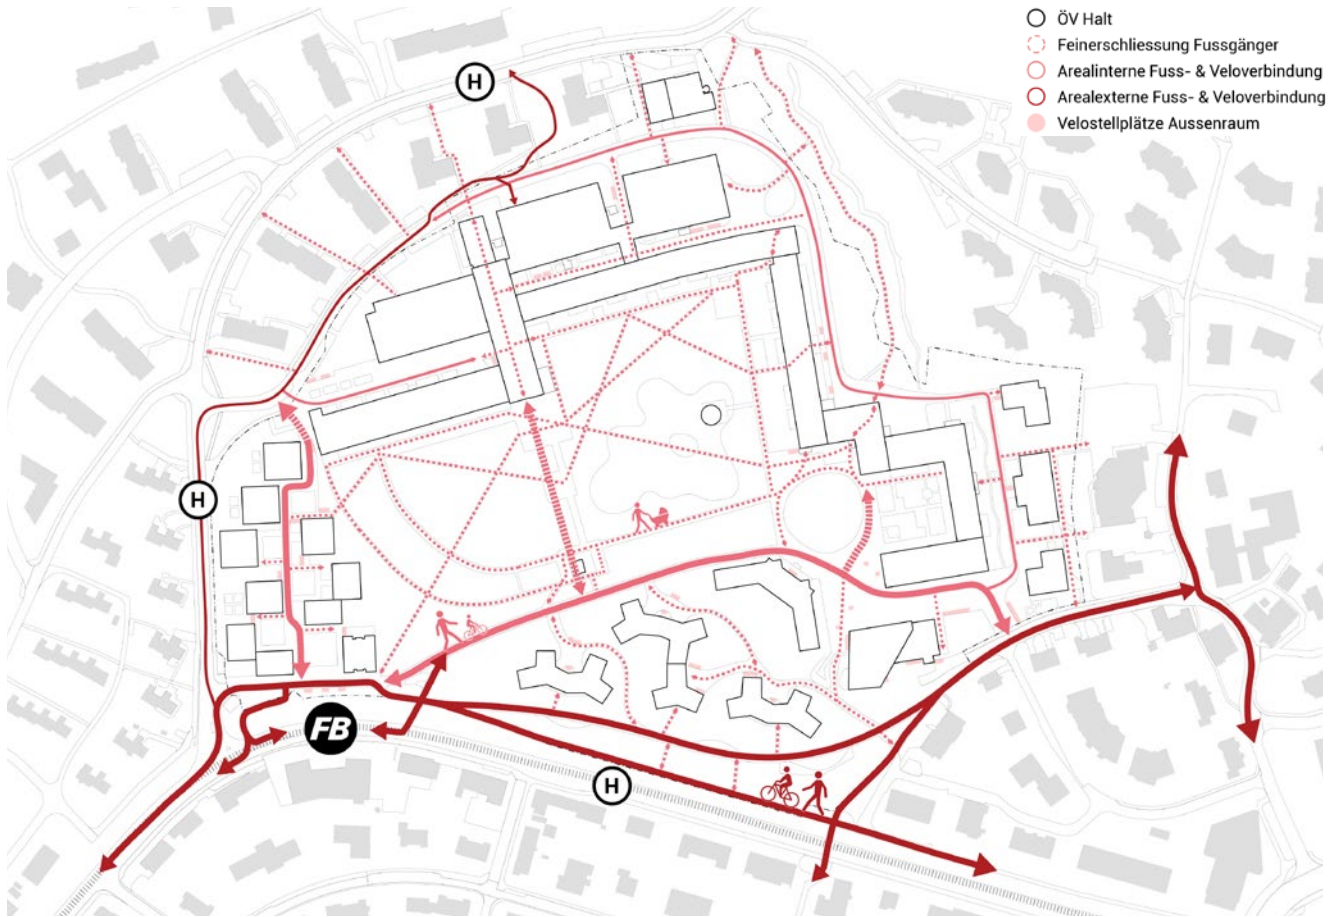 ÖV Halt
Feinerschliessung Fussgänger
Arealinterne Fuss- & Veloverbindung
Arealexterne Fuss- & Veloverbindung
Velostellplätze Aussenraum
H
H
FB
H